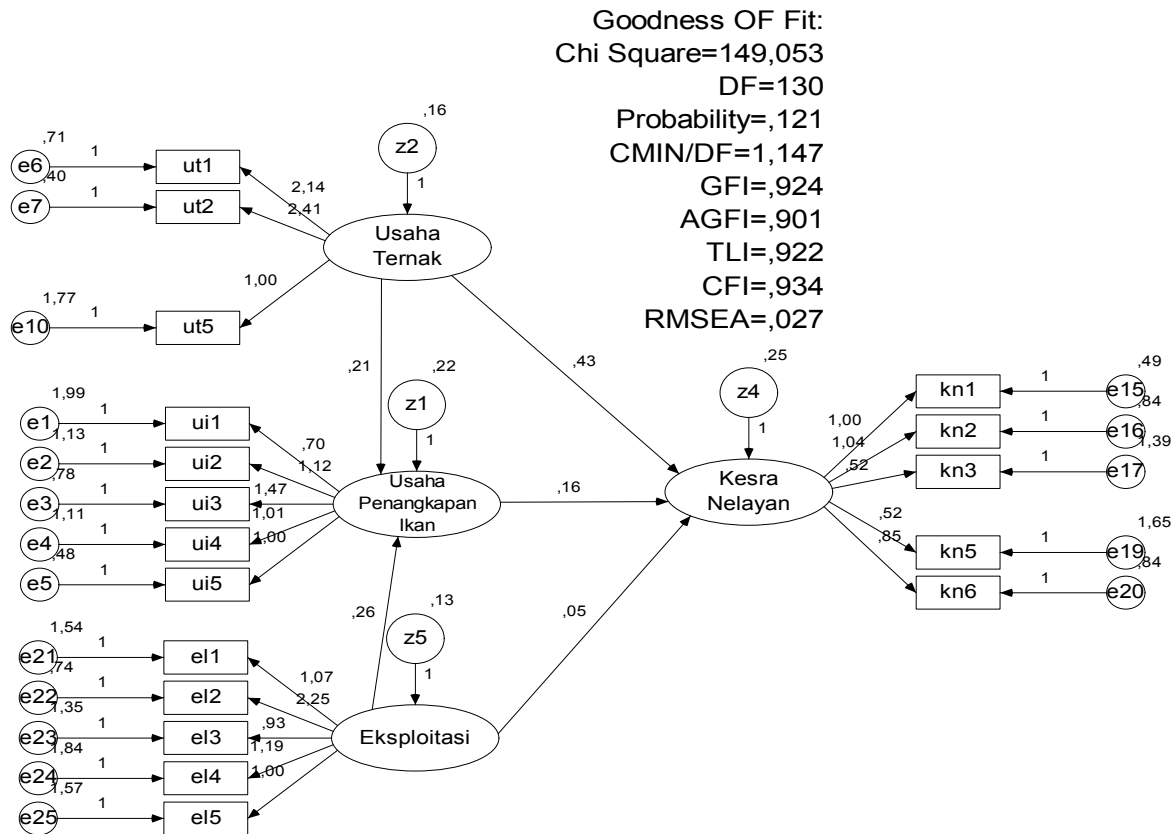 Goodness OF Fit:
Chi Square=149,053
DF=130
Probability=,121
CMIN/DF=1,147
GFI=,924
AGFI=,901
TLI=,922
CFI=,934
RMSEA=,027
,16
z2
1
,71
e6
1
ut1
2,14
,40
e7
1
ut2
2,41
Usaha
Ternak
1,77
e10
1
ut5
1,00
,21
,43
,22
z1
1
,25
z4
1
1,99
e1
1
ui1
,70
1,13
e2
1
ui2
1,12
,78
e3
1
ui3
1,47
1,11
e4
1
ui4
1,01
,48
e5
1
ui5
1,00
Usaha
Penangkapan
Ikan
,16
Kesra
Nelayan
1,00
kn1
1
,49
e15
1,04
kn2
1
,84
e16
,52
kn3
1
1,39
e17
,52
kn5
1
1,65
e19
,85
kn6
1
,84
e20
,26
,13
z5
1
,05
1,54
e21
1
el1
1,07
,74
e22
1
el2
2,25
1,35
e23
1
el3
,93
1,84
e24
1
el4
1,19
1,57
e25
1
el5
1,00
Eksploitasi